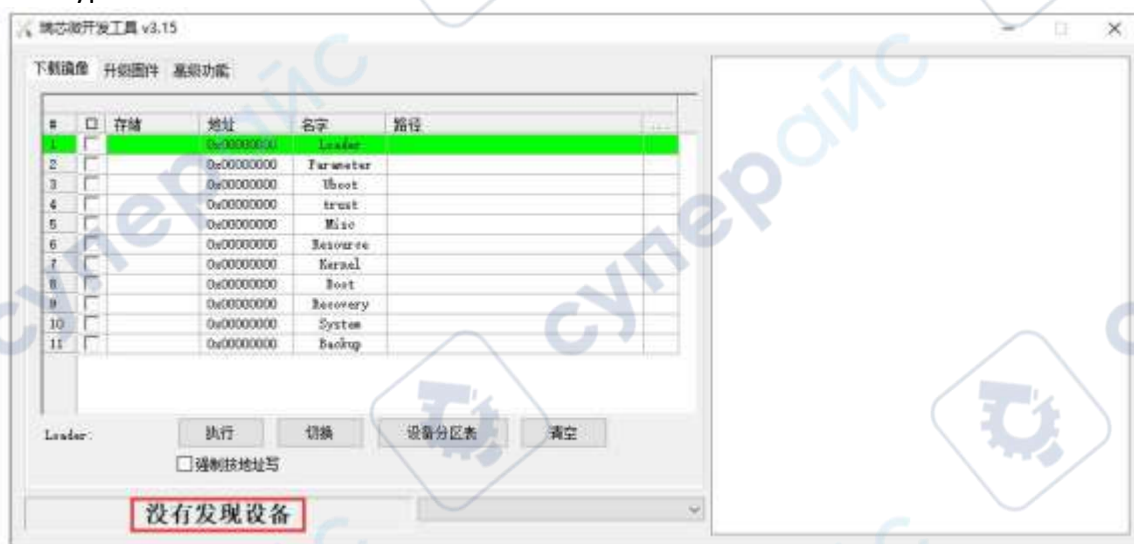 瑞芯微开发工具 v3.15
下载镜像 升级固件 高级功能
# 口 存储 地址 名字 路径 ...
1 0x00000000 Loader
2 0x00000000 Parameter
3 0x00000000 Uboot
4 0x00000000 trust
5 0x00000000 Misc
6 0x00000000 Resource
7 0x00000000 Kernel
8 0x00000000 Boot
9 0x00000000 Recovery
10 0x00000000 System
11 0x00000000 Backup
Loader: 执行 切换 设备分区表 清空
强制按地址写
没有发现设备
суперайс
суперайс